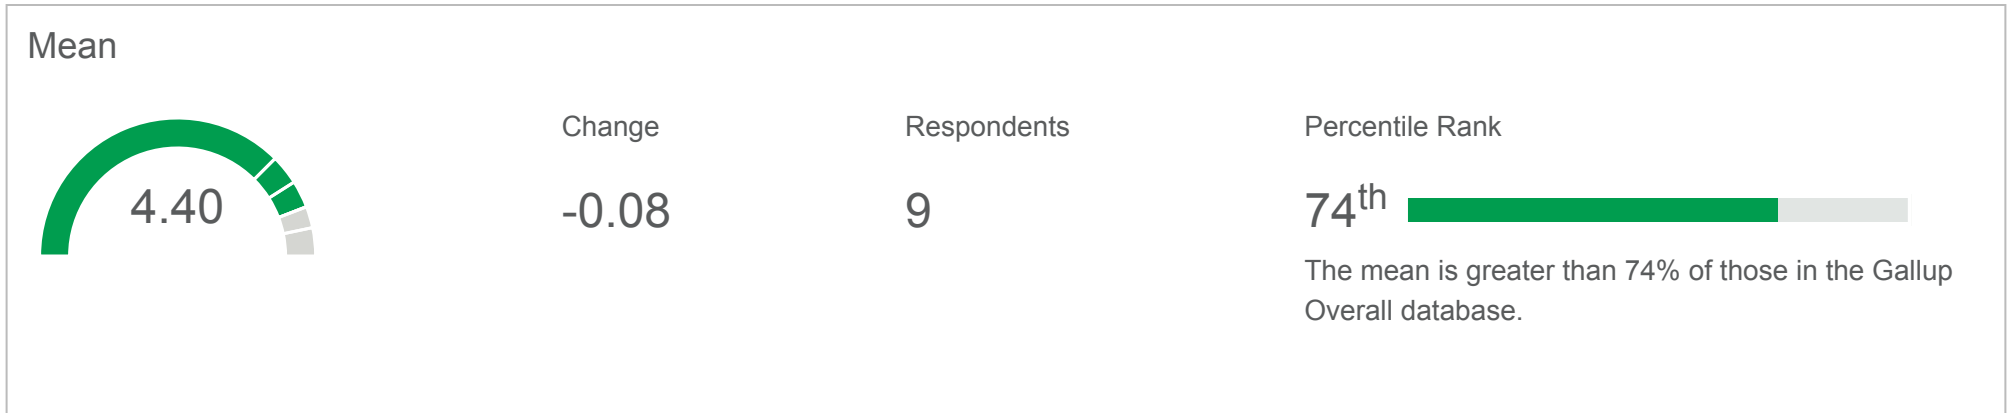 Mean
4.40
Change
-0.08
Respondents
9
Percentile Rank
74th
The mean is greater than 74% of those in the Gallup
Overall database.